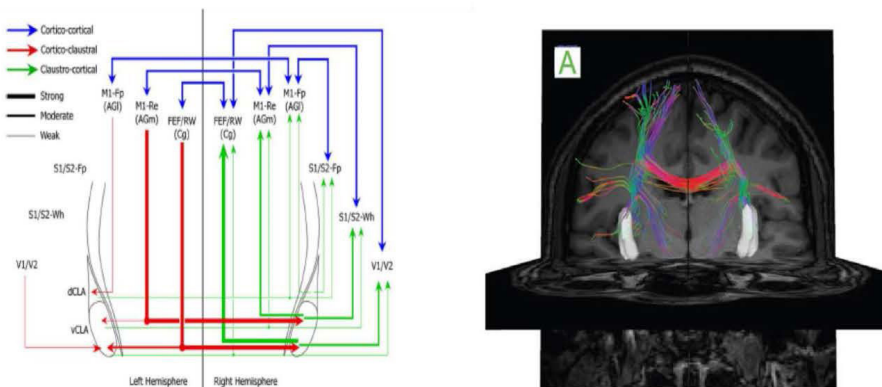 Cortico-cortical
Cortico-claustral
Claustro-cortical
Strong
Moderate
Weak
M1-Fp
(AGl)
M1-Re
(AGm)
FEF/RW
(Cg)
FEF/RW
(Cg)
M1-Re
(AGm)
M1-Fp
(AGl)
S1/S2-Fp
S1/S2-Fp
S1/S2-Wh
S1/S2-Wh
V1/V2
V1/V2
dCLA
vCLA
Left Hemisphere
Right Hemisphere
A